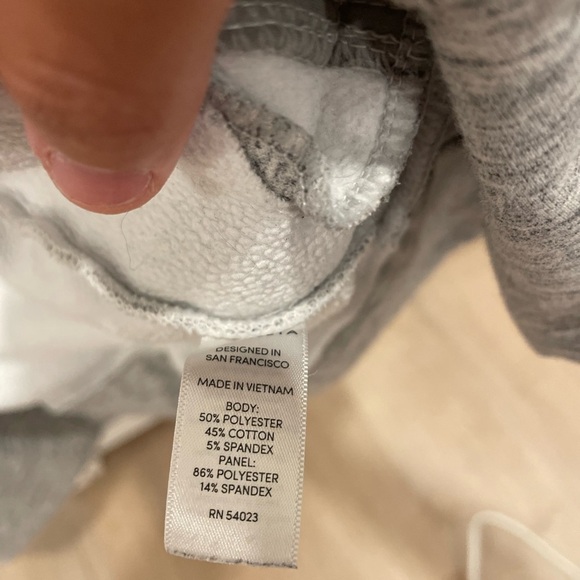 DESIGNED IN
SAN FRANCISCO
MADE IN VIETNAM
BODY:
50% POLYESTER
45% COTTON
5% SPANDEX
PANEL:
86% POLYESTER
14% SPANDEX
RN 54023